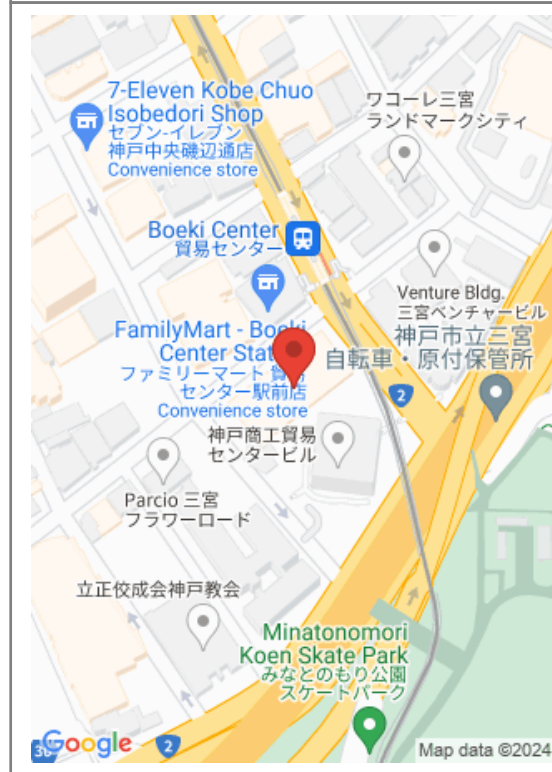 7-Eleven Kobe Chuo
Isobedori Shop
セブン-イレブン
神戸中央磯辺通店
Convenience store
ワコーレ三宮
ランドマークシティ
Boeki Center
貿易センター
Venture Bldg.
三宮ベンチャービル
FamilyMart - Boeki
ファミリーマート
センター駅前店
Convenience store
神戸市立三宮
自転車・原付保管所
2
神戸商工貿易
センタービル
Parcio 三宮
フラワーロード
立正佼成会神戸教会
Minatonomori
Koen Skate Park
みなとのもり公園
スケートパーク
Google
2
Map data ©2024